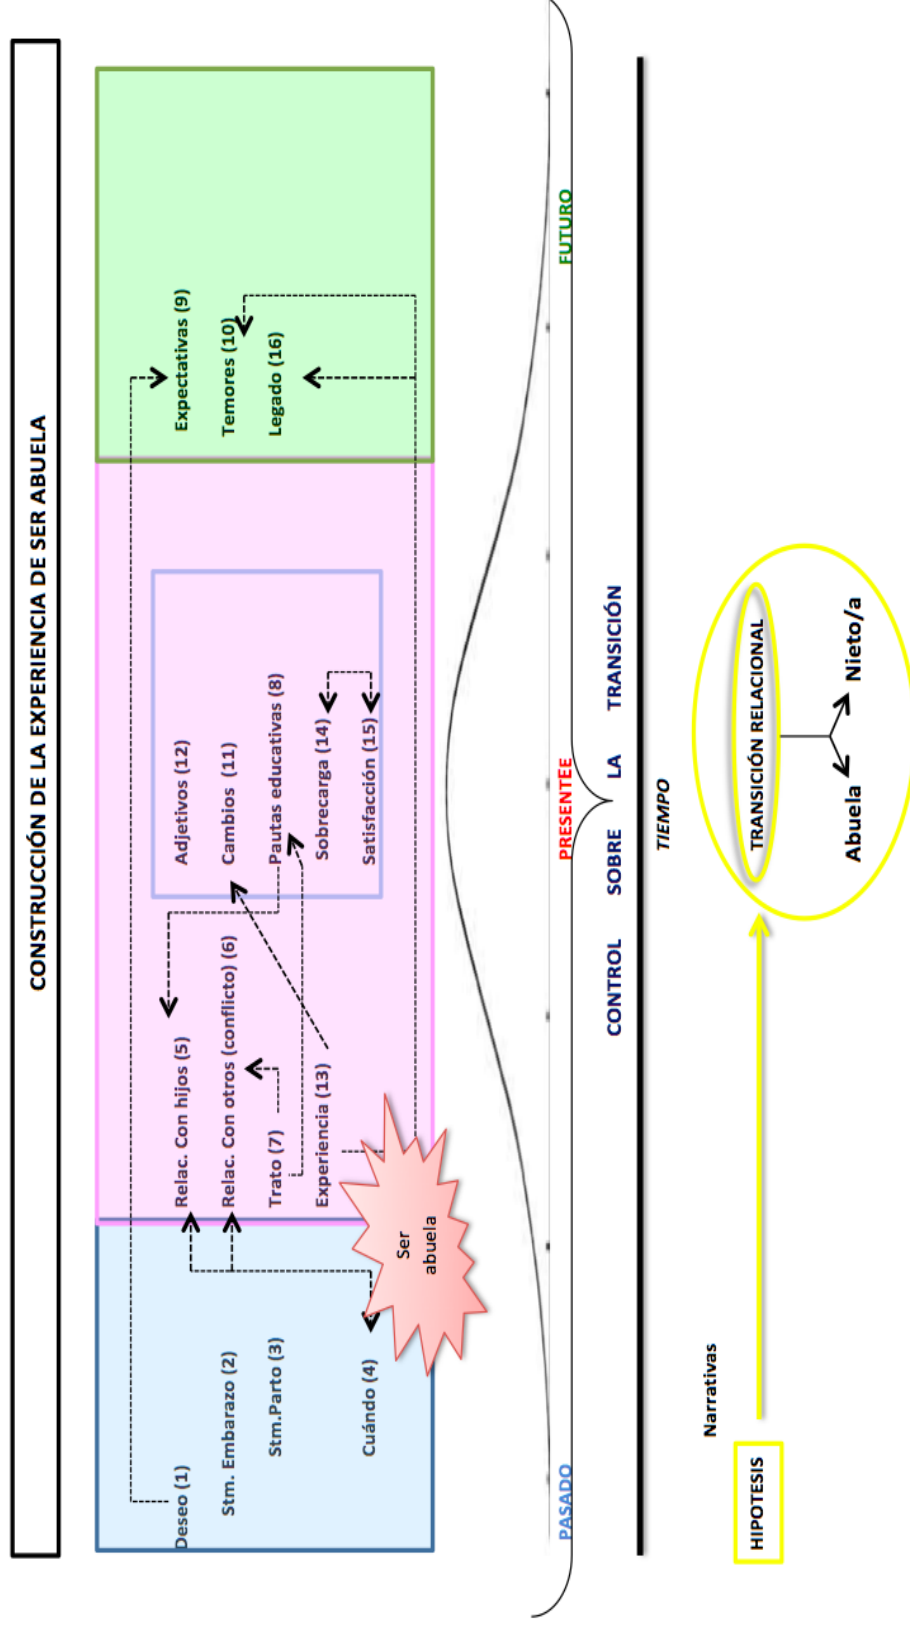 CONSTRUCCIÓN DE LA EXPERIENCIA DE SER ABUELA
Deseo (1)
Stm. Embarazo (2)
Stm.Parto (3)
Cuándo (4)
Ser
abuela
Relac. Con hijos (5)
Relac. Con otros (conflicto) (6)
Trato (7)
Experiencia (13)
Adjetivos (12)
Cambios (11)
Pautas educativas (8)
Sobrecarga (14)
Satisfacción (15)
Expectativas (9)
Temores (10)
Legado (16)
PASADO PRESENTEE FUTURO
CONTROL SOBRE LA TRANSICIÓN
TIEMPO
Narrativas
HIPOTESIS
TRANSICIÓN RELACIONAL
Abuela Nieto/a